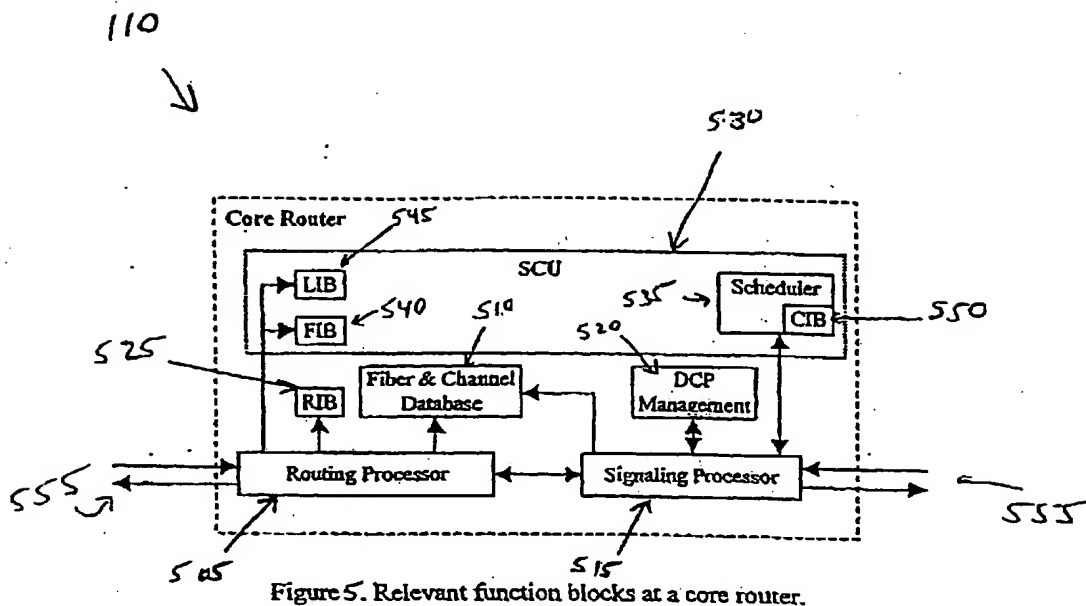 110
530
Core Router
545
SCU
LIB
535
Scheduler
540
510
520
CIB
550
FIB
525
Fiber & Channel
Database
DCP
Management
RIB
Routing Processor
Signaling Processor
555
555
505
515
Figure 5. Relevant function blocks at a core router.